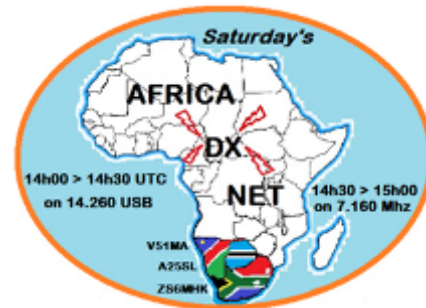 Saturday's
AFRICA
DX
NET
14h00 > 14h30 UTC
on 14.260 USB
14h30 > 15h00
on 7.160 Mhz
V51MA
A25SL
ZS6MHK